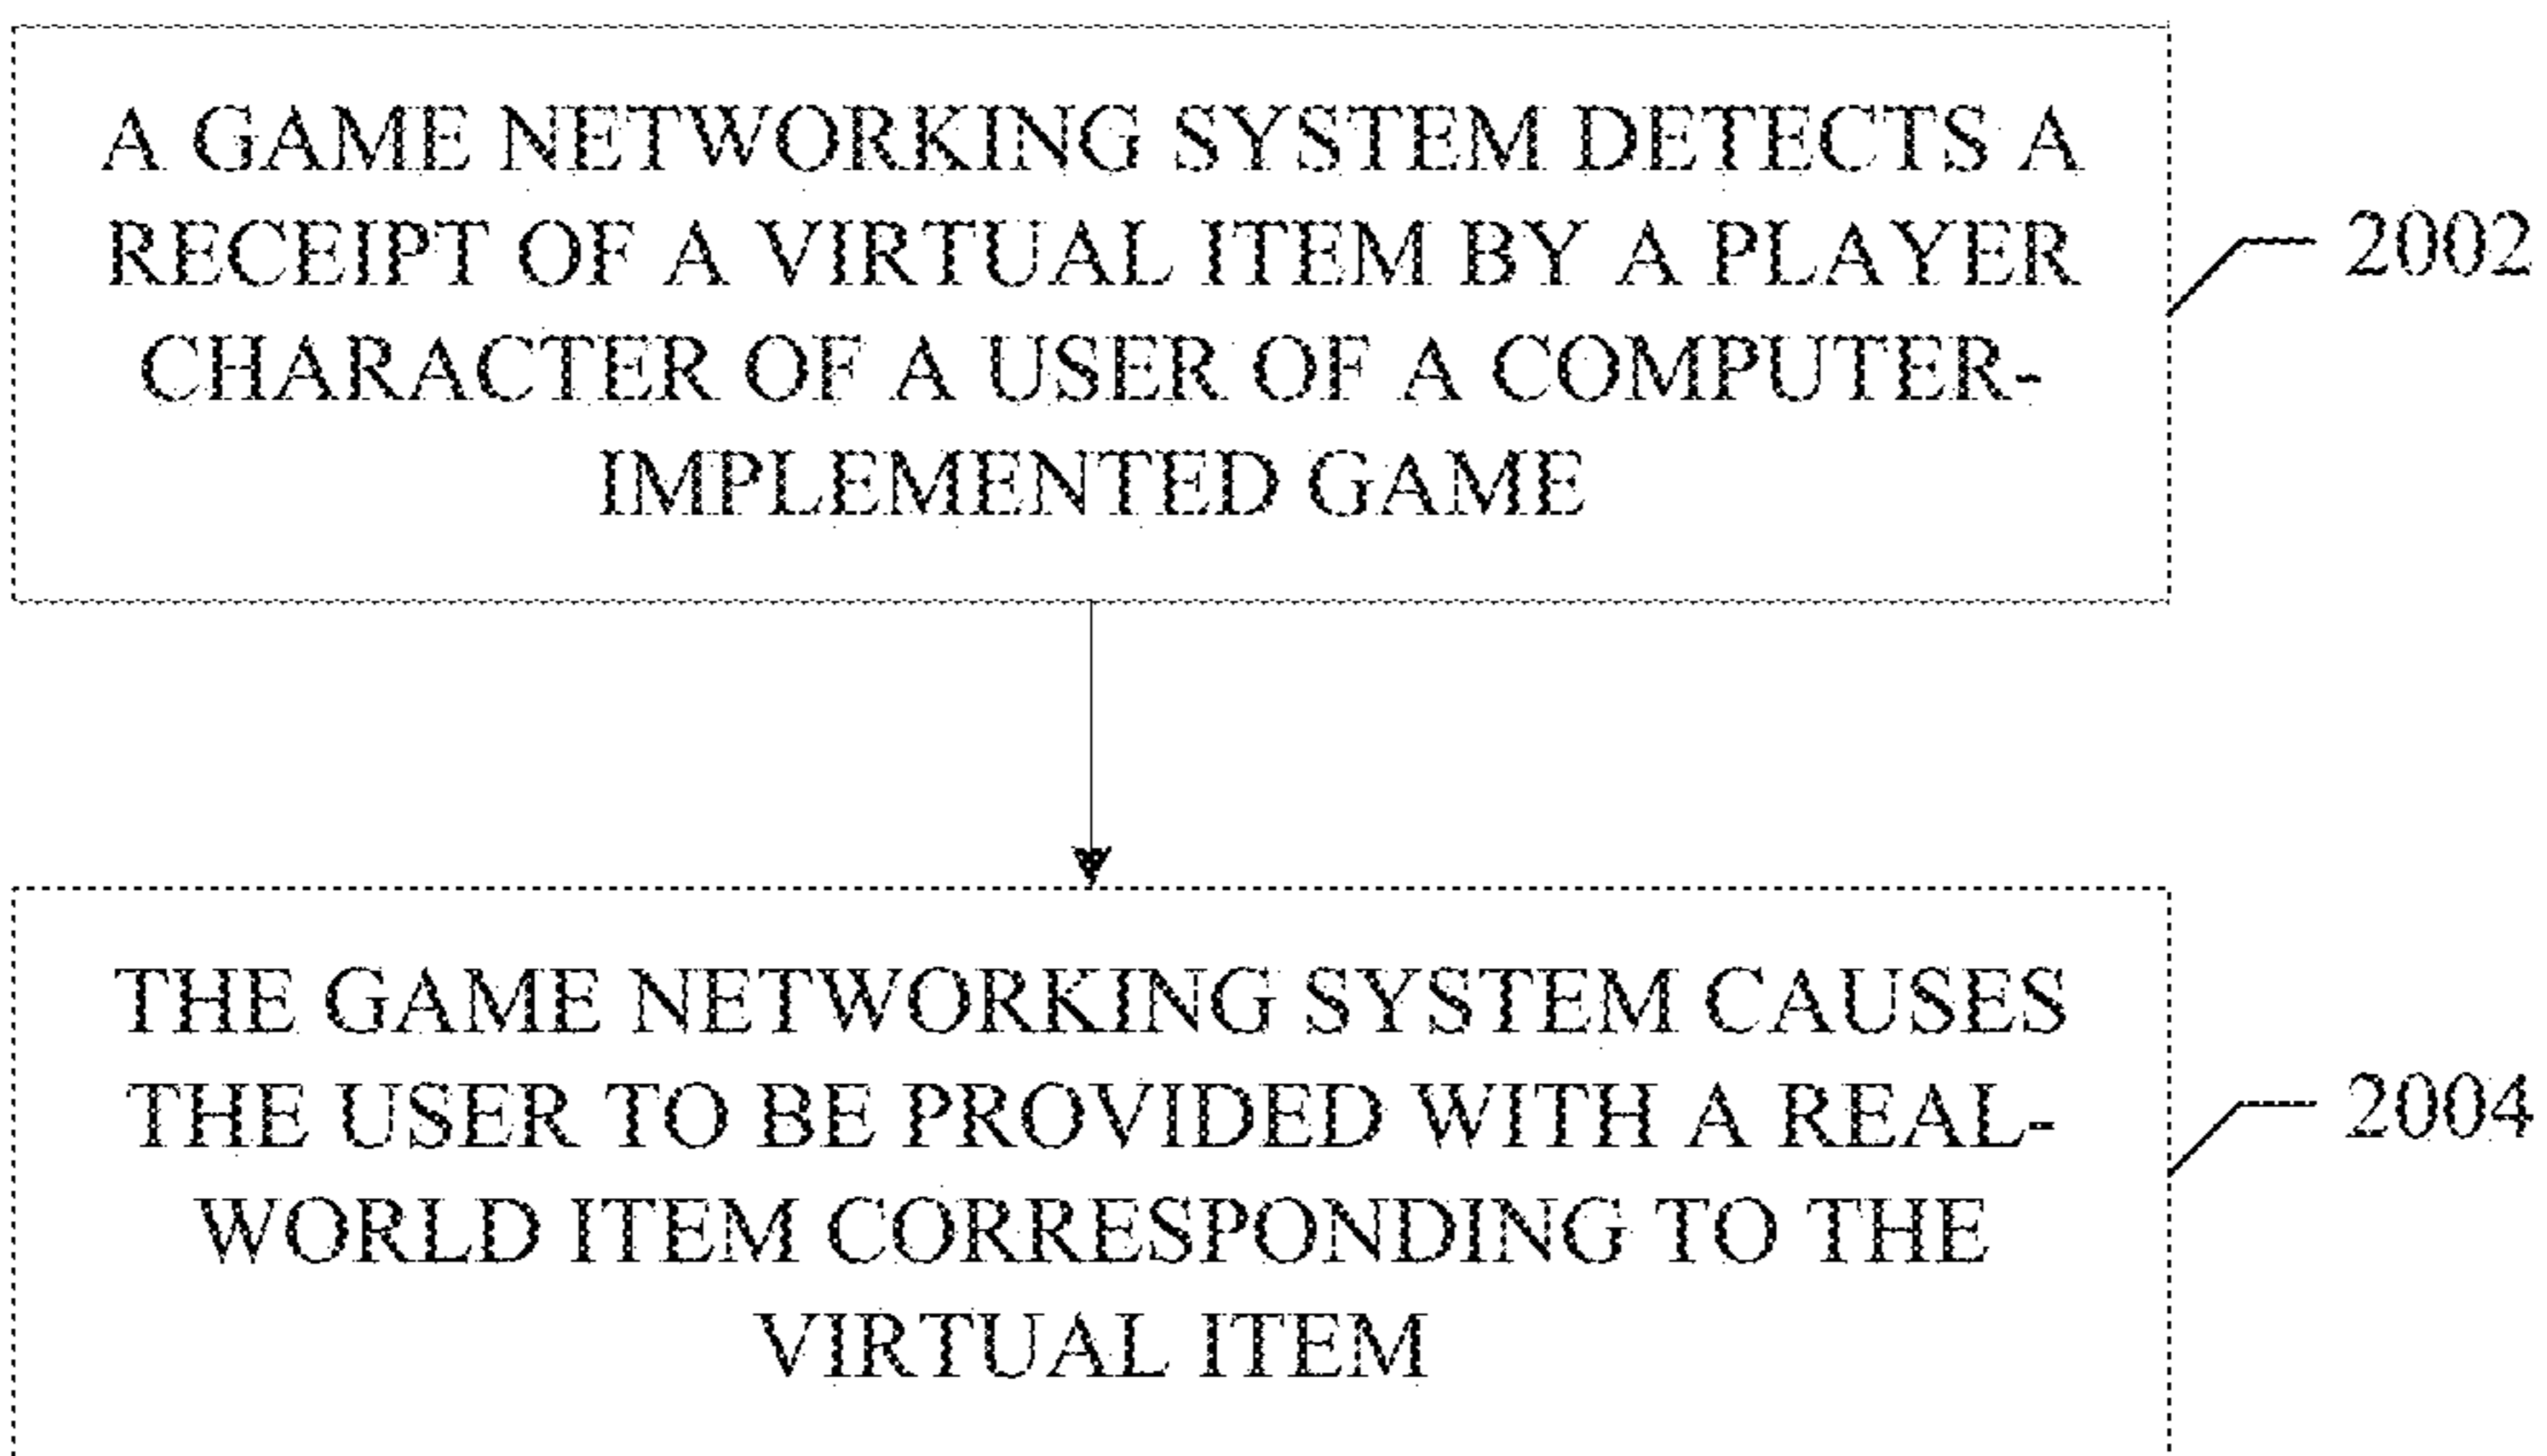 A GAME NETWORKING SYSTEM DETECTS A
RECEIPT OF A VIRTUAL ITEM BY A PLAYER
CHARACTER OF A USER OF A COMPUTER-
IMPLEMENTED GAME
2002
THE GAME NETWORKING SYSTEM CAUSES
THE USER TO BE PROVIDED WITH A REAL-
WORLD ITEM CORRESPONDING TO THE
VIRTUAL ITEM
2004